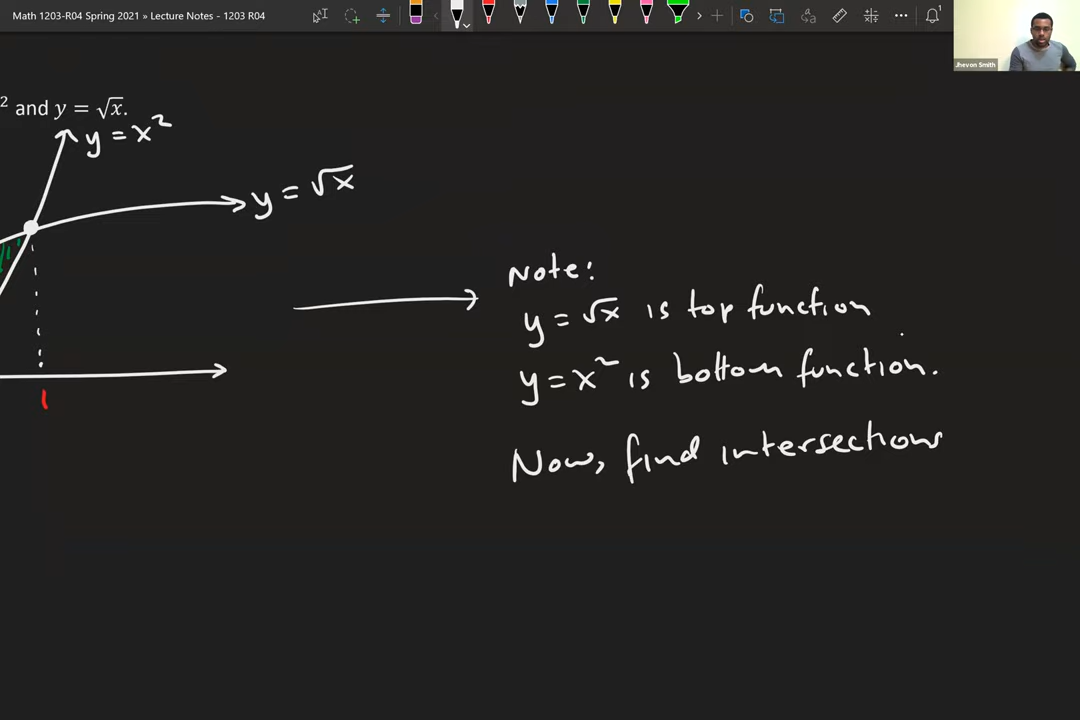 Math 1203-R04 Spring 2021 » Lecture Notes - 1203 R04
1
Jhevon Smith
² and y = √x.
y = x²
y = √x
1
Note:
y = √x is top function
y = x² is bottom function.
Now, find intersections